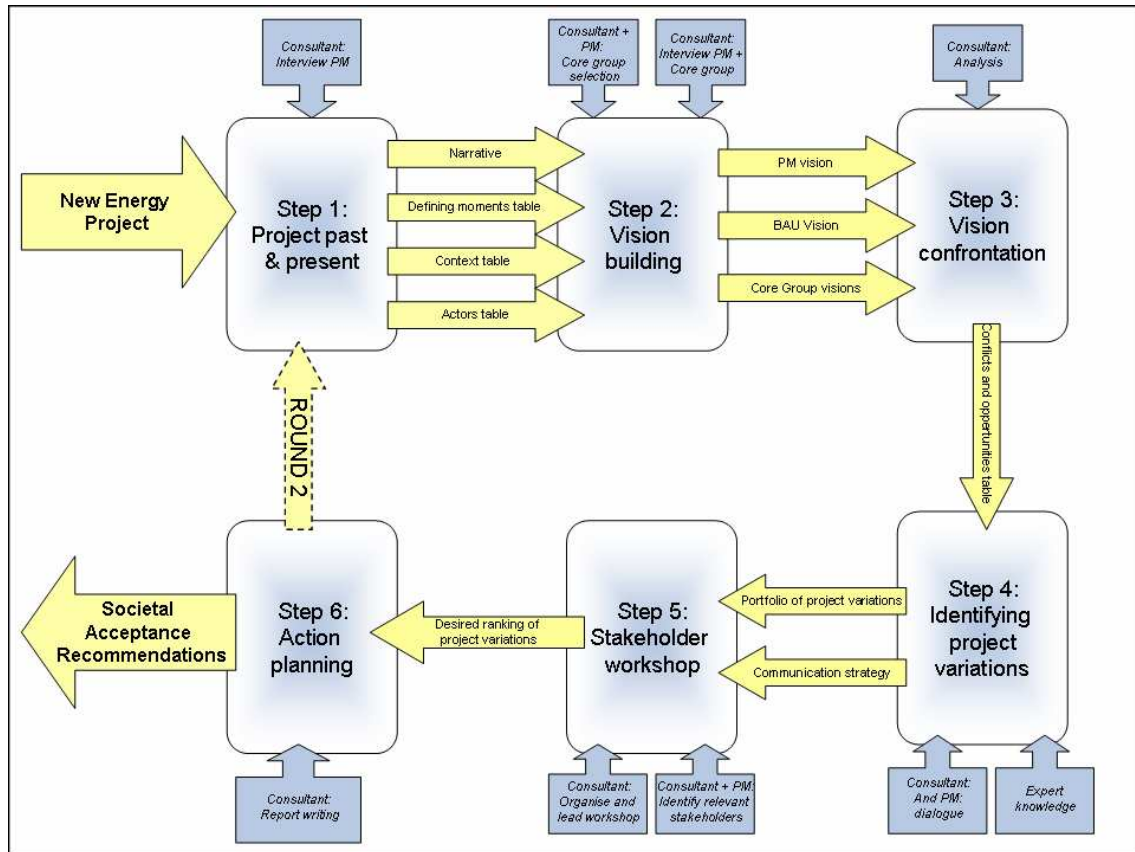 Consultant:
Interview PM
Consultant +
PM:
Core group
selection
Consultant:
Interview PM +
Core group
Consultant:
Analysis
New Energy
Project
Step 1:
Project past
& present
Narrative
Defining moments table
Context table
Actors table
Step 2:
Vision
building
PM vision
BAU Vision
Core Group visions
Step 3:
Vision
confrontation
Conflicts and oppertunities table
ROUND 2
Societal
Acceptance
Recommendations
Step 6:
Action
planning
Desired ranking of
project variations
Step 5:
Stakeholder
workshop
Portfolio of project variations
Communication strategy
Step 4:
Identifying
project
variations
Consultant:
Report writing
Consultant:
Organise and
lead workshop
Consultant + PM:
Identify relevant
stakeholders
Consultant:
And PM:
dialogue
Expert
knowledge